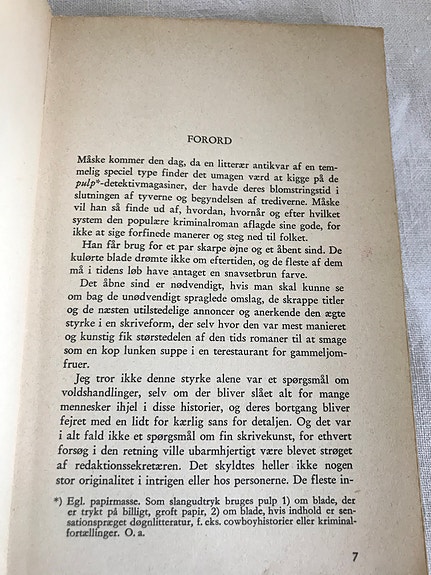 FORORD
Måske kommer den dag, da en litterær antikvar af en tem-
melig speciel type finder det umagen værd at kigge på de
pulp*-detektivmagasiner, der havde deres blomstringstid i
slutningen af tyverne og begyndelsen af trediverne. Måske
vil han så finde ud af, hvordan, hvornår og efter hvilket
system den populære kriminalroman aflagde sine gode, for
ikke at sige forfinede manerer og steg ned til folket.
Han får brug for et par skarpe øjne og et åbent sind. De
kulørte blade drømte ikke om eftertiden, og de fleste af dem
må i tidens løb have antaget en snavsetbrun farve.
Det åbne sind er nødvendigt, hvis man skal kunne se
om bag de unødvendigt spraglede omslag, de skrappe titler
og de næsten utilstedelige annoncer og anerkende den ægte
styrke i en skriveform, der selv hvor den var mest manieret
og kunstig fik størstedelen af den tids romaner til at smage
som en kop lunken suppe i en terestaurant for gammeljom-
fruer.
Jeg tror ikke denne styrke alene var et spørgsmål om
voldshandlinger, selv om der bliver slået alt for mange
mennesker ihjel i disse historier, og deres bortgang bliver
fejret med en lidt for kærlig sans for detaljen. Og det var
i alt fald ikke et spørgsmål om fin skrivekunst, for ethvert
forsøg i den retning ville ubarmhjertigt være blevet strøget
af redaktionssekretæren. Det skyldtes heller ikke nogen
stor originalitet i intrigen eller hos personerne. De fleste in-
*) Egl. papirmasse. Som slangudtryk bruges pulp 1) om blade, der
er trykt på billigt, groft papir, 2) om blade, hvis indhold er sen-
sationspræget døgnlitteratur, f. eks. cowboyhistorier eller kriminal-
fortællinger. O. a.
7